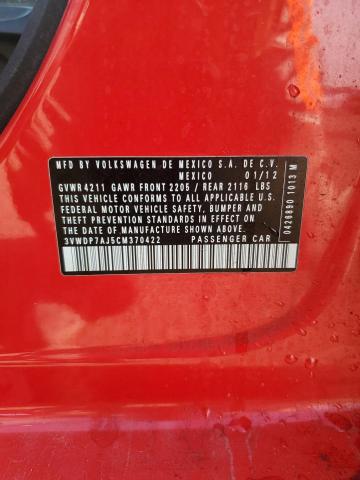 MFD BY VOLKSWAGEN DE MEXICO S.A. DE C.V.
MEXICO 01/12
GVWR 4211 GAWR FRONT 2205 / REAR 2116 LBS
THIS VEHICLE CONFORMS TO ALL APPLICABLE U.S.
FEDERAL MOTOR VEHICLE SAFETY, BUMPER AND
THEFT PREVENTION STANDARDS IN EFFECT ON
THE DATE OF MANUFACTURE SHOWN ABOVE.
3VWDP7AJ5CM370422 PASSENGER CAR
0426890 1013 M